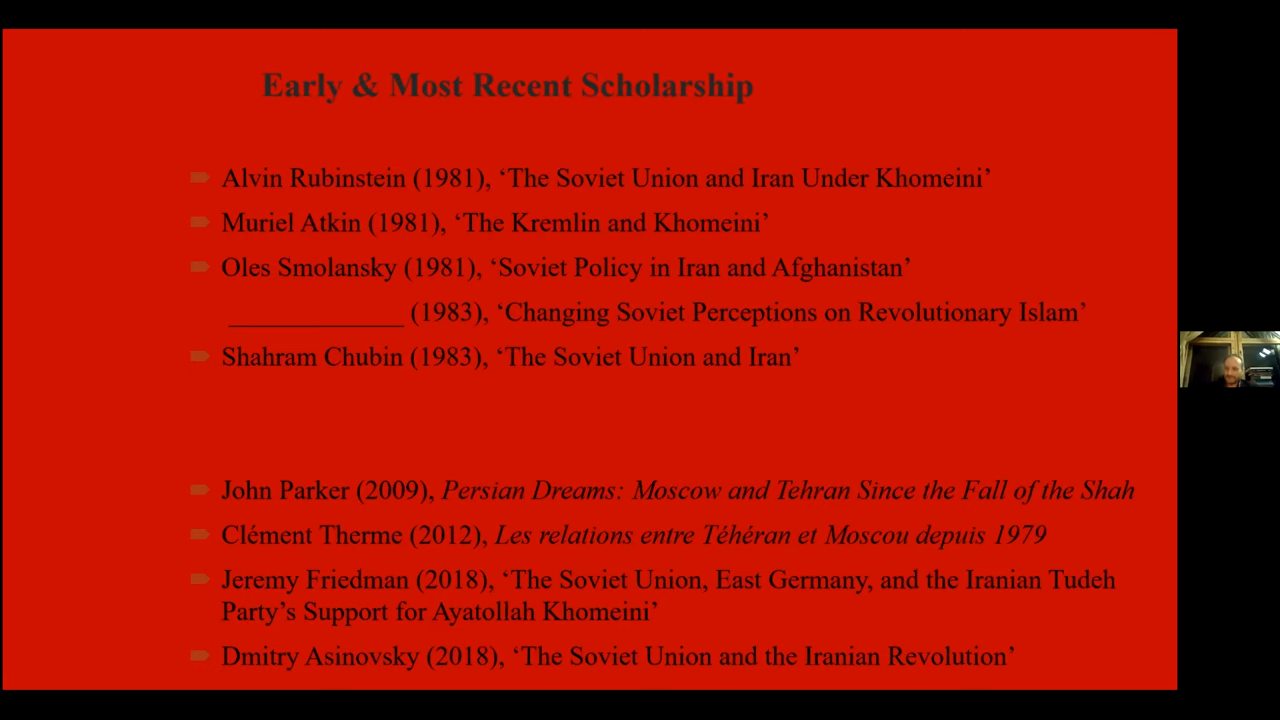 Early & Most Recent Scholarship
Alvin Rubinstein (1981), ‘The Soviet Union and Iran Under Khomeini’
Muriel Atkin (1981), ‘The Kremlin and Khomeini’
Oles Smolansky (1981), ‘Soviet Policy in Iran and Afghanistan’
_____________ (1983), ‘Changing Soviet Perceptions on Revolutionary Islam’
Shahram Chubin (1983), ‘The Soviet Union and Iran’
John Parker (2009), Persian Dreams: Moscow and Tehran Since the Fall of the Shah
Clément Therme (2012), Les relations entre Téhéran et Moscou depuis 1979
Jeremy Friedman (2018), ‘The Soviet Union, East Germany, and the Iranian Tudeh
Party’s Support for Ayatollah Khomeini’
Dmitry Asinovsky (2018), ‘The Soviet Union and the Iranian Revolution’